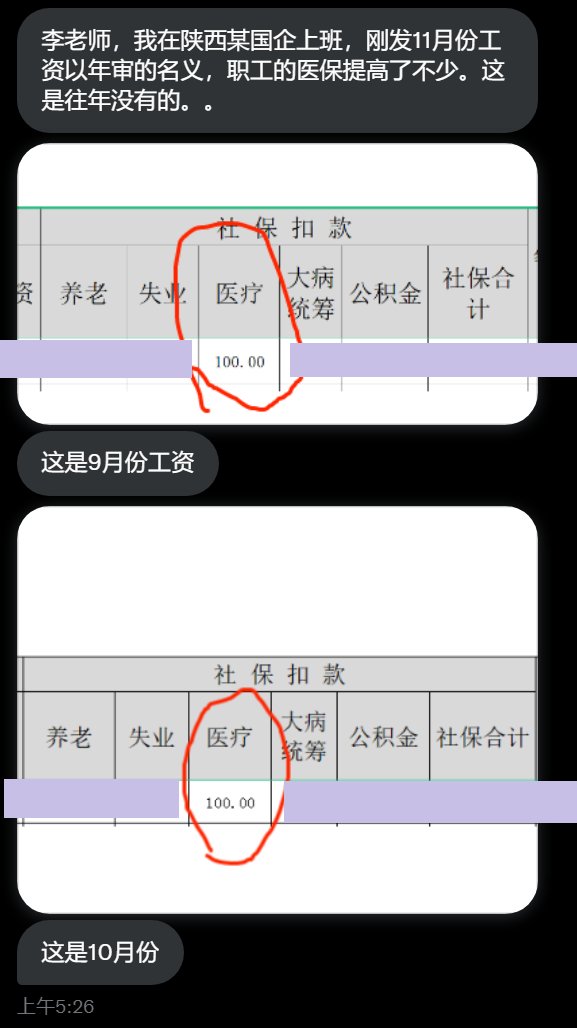 李老师，我在陕西某国企上班，刚发11月份工
资以年审的名义，职工的医保提高了不少。这
是往年没有的。。
社 保 扣 款
资 养老 失业 医疗 大病统筹 公积金 社保合计
100.00
这是9月份工资
社 保 扣 款
养老 失业 医疗 大病统筹 公积金 社保合计
100.00
这是10月份
上午5:26